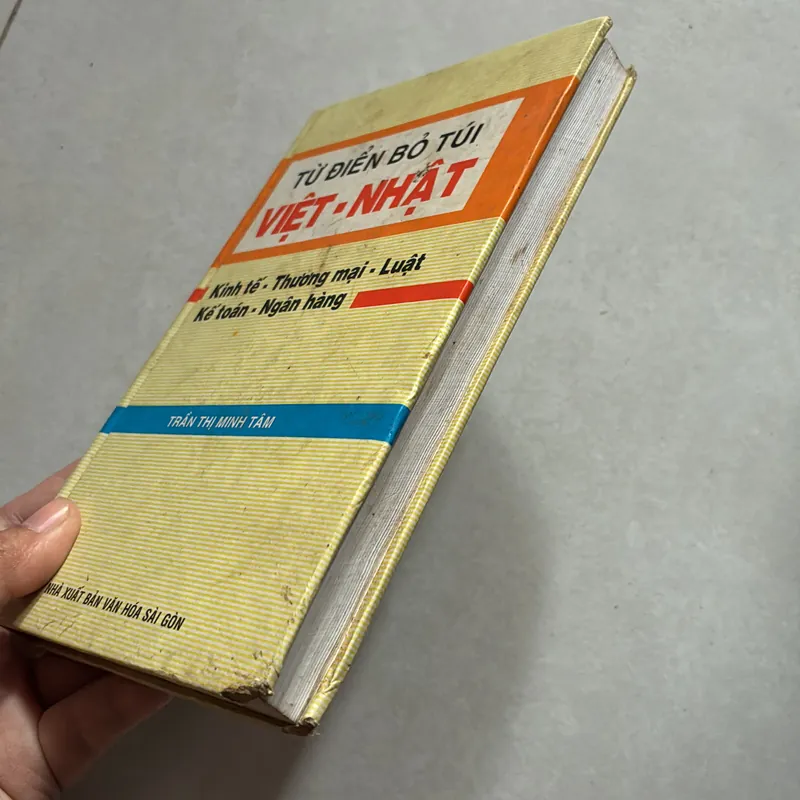 TỪ ĐIỂN BỎ TÚI
VIỆT - NHẬT
Kinh tế - Thương mại - Luật
Kế toán - Ngân hàng
TRẦN THỊ MINH TÂM
NHÀ XUẤT BẢN VĂN HÓA SÀI GÒN